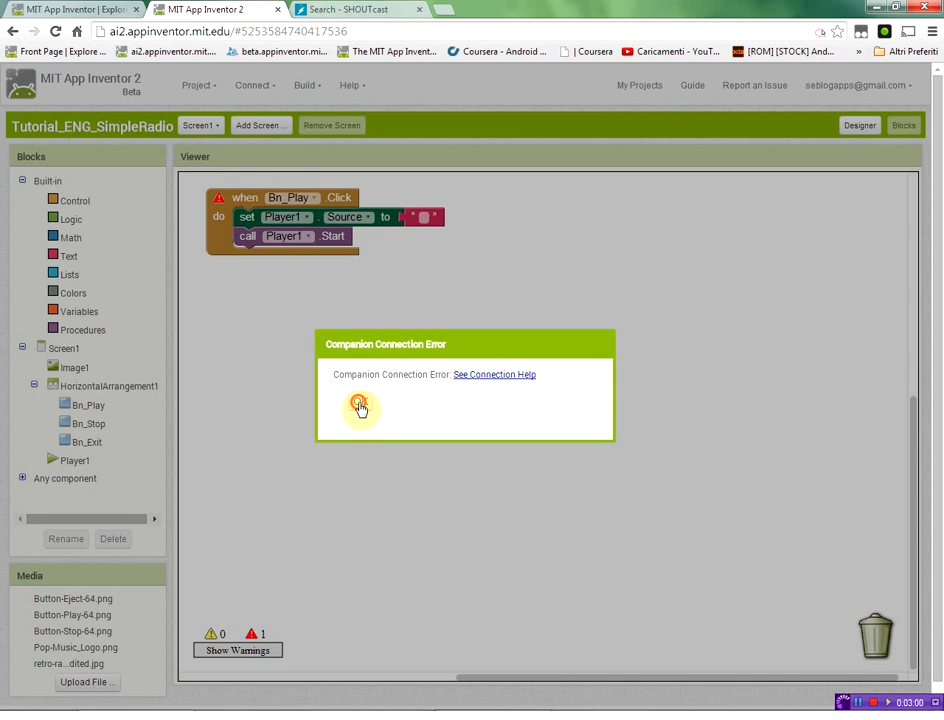 MIT App Inventor | Explor
MIT App Inventor 2
Search - SHOUTcast
ai2.appinventor.mit.edu/#5253584740417536
Front Page | Explore ...
ai2.appinventor.mit....
beta.appinventor.mi...
The MIT App Invent...
Coursera - Android ...
| Coursera
Caricamenti - YouT...
[ROM] [STOCK] And...
»
Altri Preferiti
MIT App Inventor 2
Beta
Project
Connect
Build
Help
My Projects
Guide
Report an Issue
seblogapps@gmail.com
Tutorial_ENG_SimpleRadio
Screen1
Add Screen ...
Remove Screen
Designer
Blocks
Blocks
Viewer
Built-in
Control
Logic
Math
Text
Lists
Colors
Variables
Procedures
Screen1
Image1
HorizontalArrangement1
Bn_Play
Bn_Stop
Bn_Exit
Player1
Any component
Rename
Delete
Media
Button-Eject-64.png
Button-Play-64.png
Button-Stop-64.png
Pop-Music_Logo.png
retro-ra...dited.jpg
Upload File ...
when Bn_Play .Click
do set Player1 . Source to " "
call Player1 .Start
Companion Connection Error
Companion Connection Error: See Connection Help
0 1
Show Warnings
0:03:00